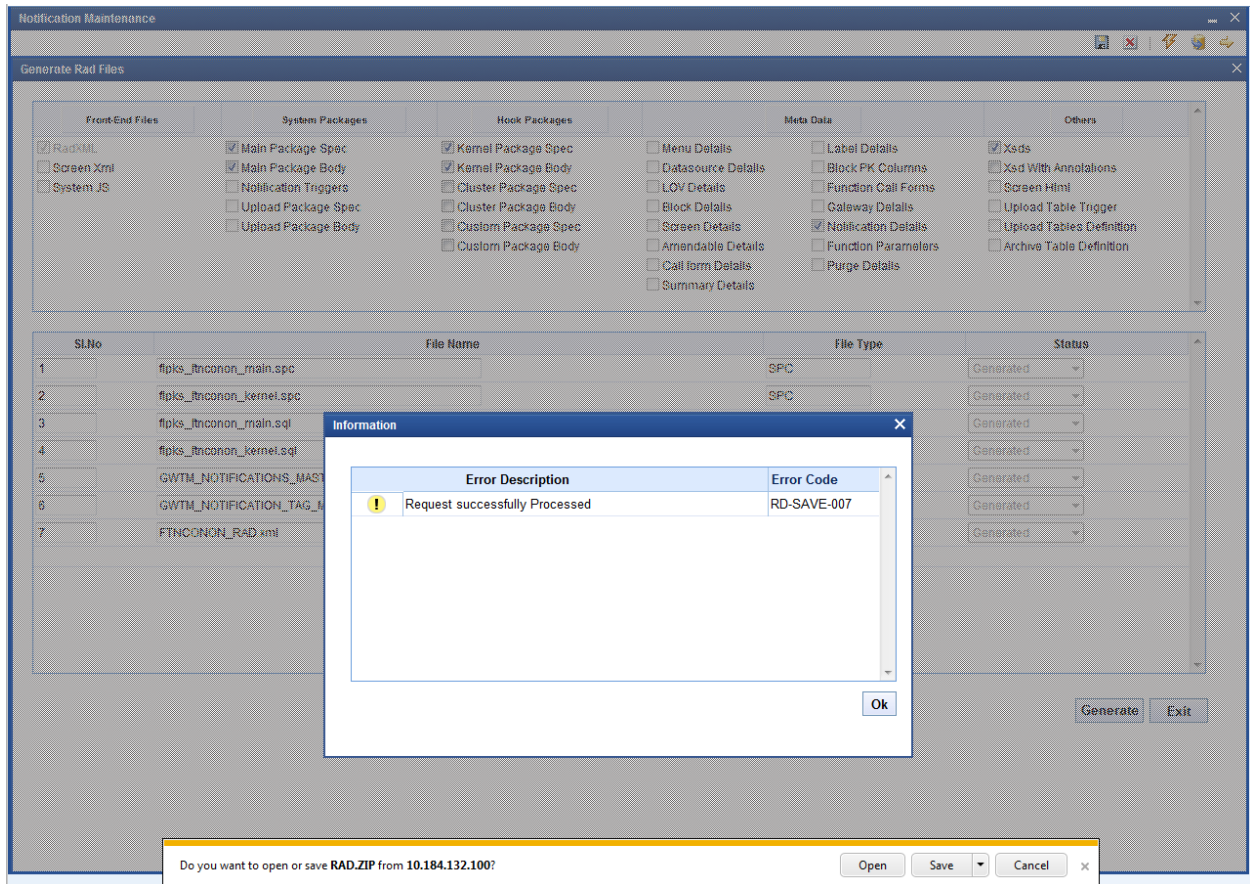 Notification Maintenance
Generate Rad Files
Front-End Files System Packages Hook Packages Meta Data Others
RadXML Main Package Spec Kernel Package Spec Menu Details Label Details Xsds
Screen Xml Main Package Body Kernel Package Body Datasource Details Block PK Columns Xsd With Annotations
System JS Notification Triggers Cluster Package Spec LOV Details Function Call Forms Screen Html
Upload Package Spec Cluster Package Body Block Details Gateway Details Upload Table Trigger
Upload Package Body Custom Package Spec Screen Details Notification Details Upload Tables Definition
Custom Package Body Amendable Details Function Parameters Archive Table Definition
Call form Details Purge Details
Summary Details
Sl.No File Name File Type Status
1 ftpks_ftnconon_main.spc SPC Generated
2 ftpks_ftnconon_kernel.spc SPC Generated
3 ftpks_ftnconon_main.sql Generated
4 ftpks_ftnconon_kernel.sql Generated
5 GWTM_NOTIFICATIONS_MAST Generated
6 GWTM_NOTIFICATION_TAG_M Generated
7 FTNCONON_RAD.xml Generated
Information
Error Description Error Code
Request successfully Processed RD-SAVE-007
Ok
Generate Exit
Do you want to open or save RAD.ZIP from 10.184.132.100? Open Save Cancel